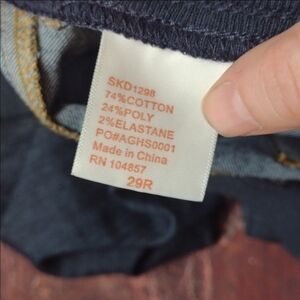 SKD1298
74%COTTON
24%POLY
2%ELASTANE
PO#AGHS0001
Made in China
RN 104857
29R